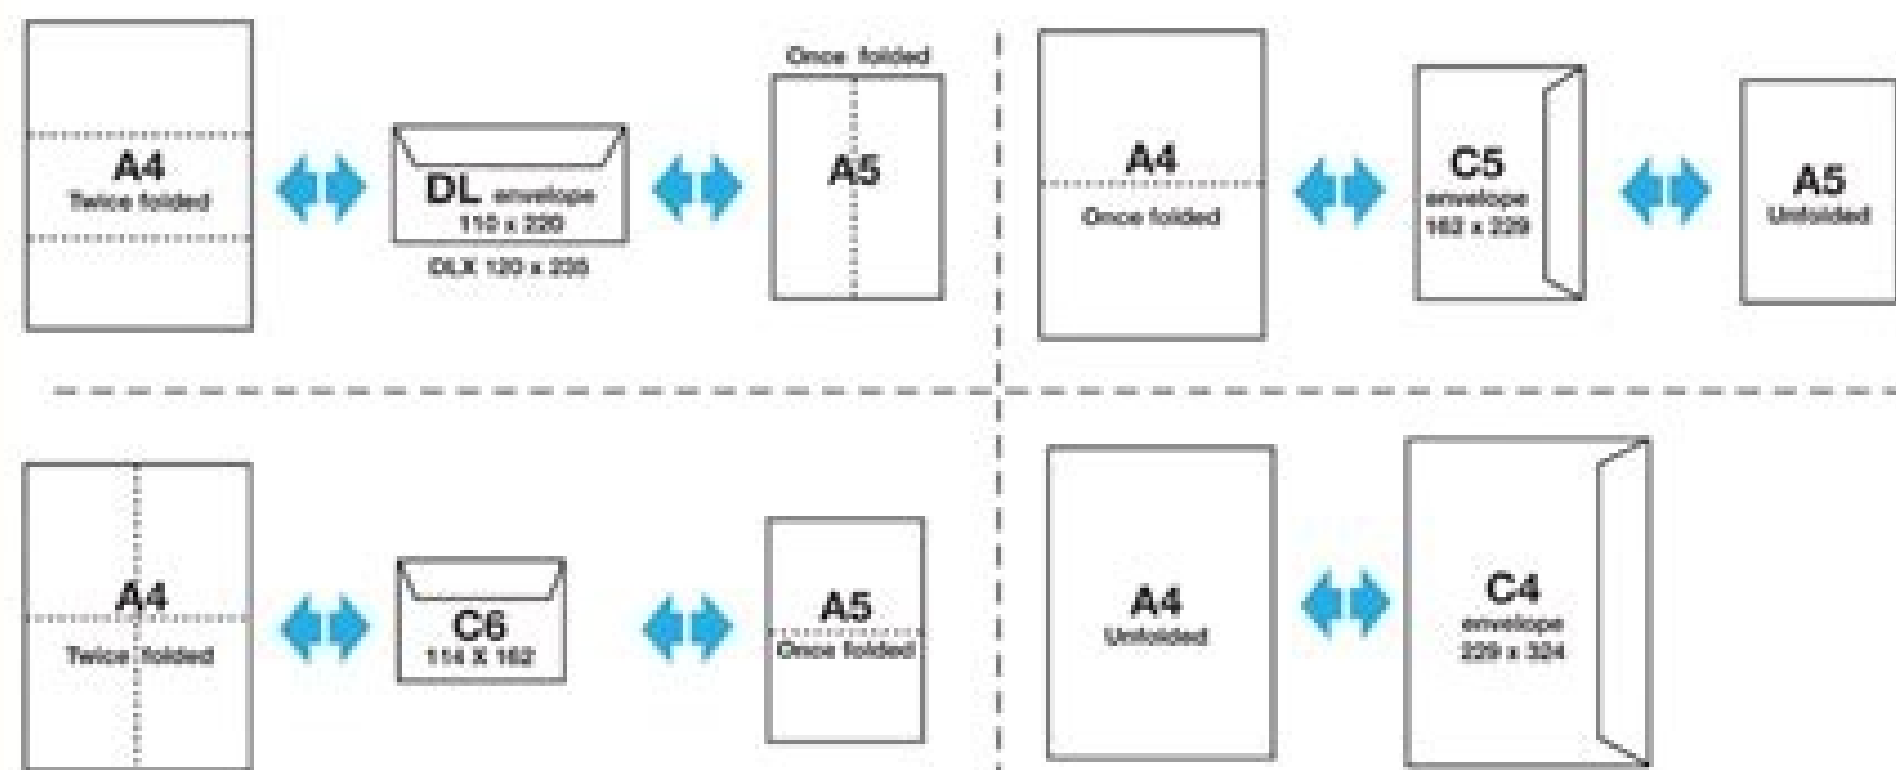 A4
Twice folded
DL envelope
110 x 220
DLX 120 x 235
Once folded
A5
A4
Once folded
C5
envelope
162 x 229
A5
Unfolded
A4
Twice folded
C6
114 X 162
A5
Once folded
A4
Unfolded
C4
envelope
229 x 324